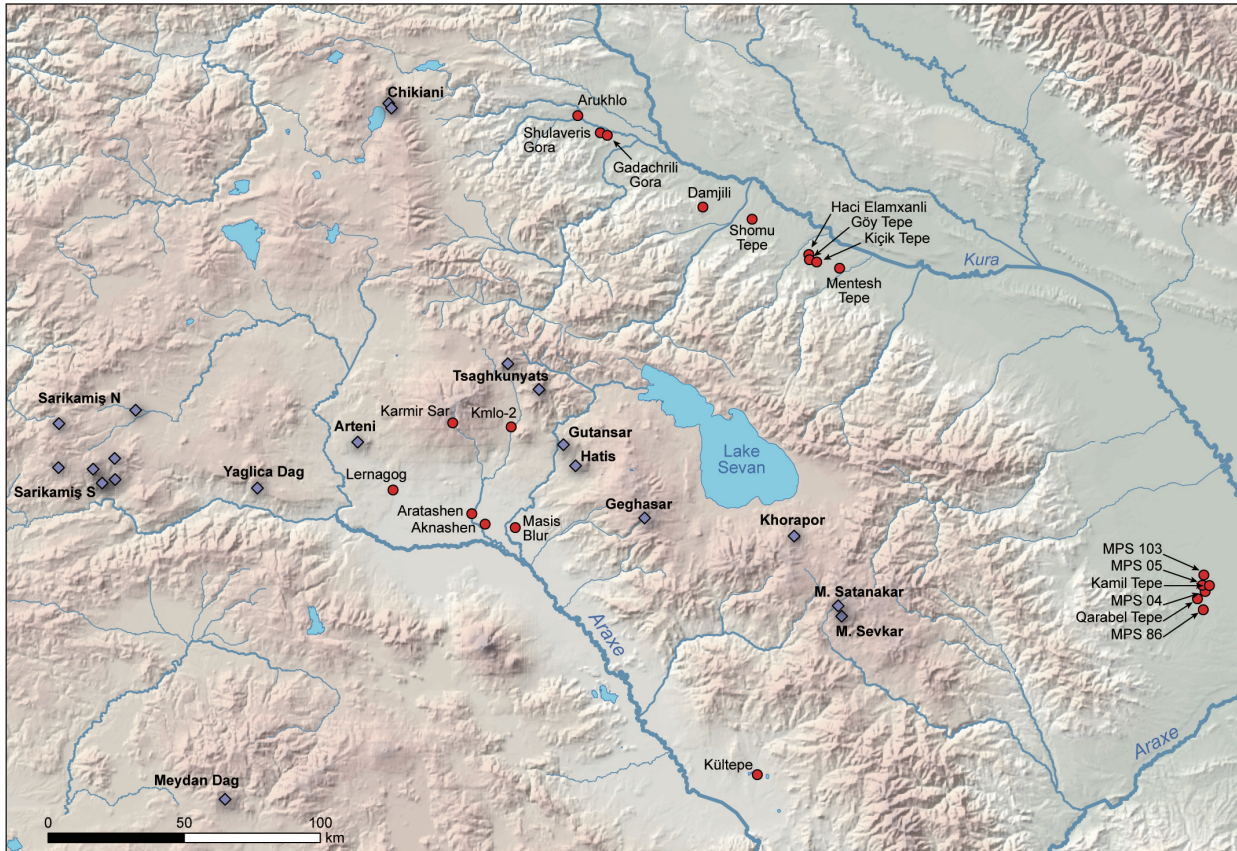 Chikiani
Arukhlo
Shulaveris
Gora
Gadachrili
Gora
Damjili
Shomu
Tepe
Haci Elamxanli
Göy Tepe
Kiçik Tepe
Mentesh
Tepe
Kura
Tsaghkunyats
Sarikamiş N
Karmir Sar
Kmlo-2
Arteni
Gutansar
Hatis
Lake
Sevan
Yaglica Dag
Lernagog
Sarikamiş S
Geghasar
Aratashen
Aknashen
Masis
Blur
Khorapor
MPS 103
MPS 05
Kamil Tepe
MPS 04
Qarabel Tepe
MPS 86
M. Satanakar
M. Sevkar
Araxe
Araxe
Kültepe
Meydan Dag
0 50 100
km